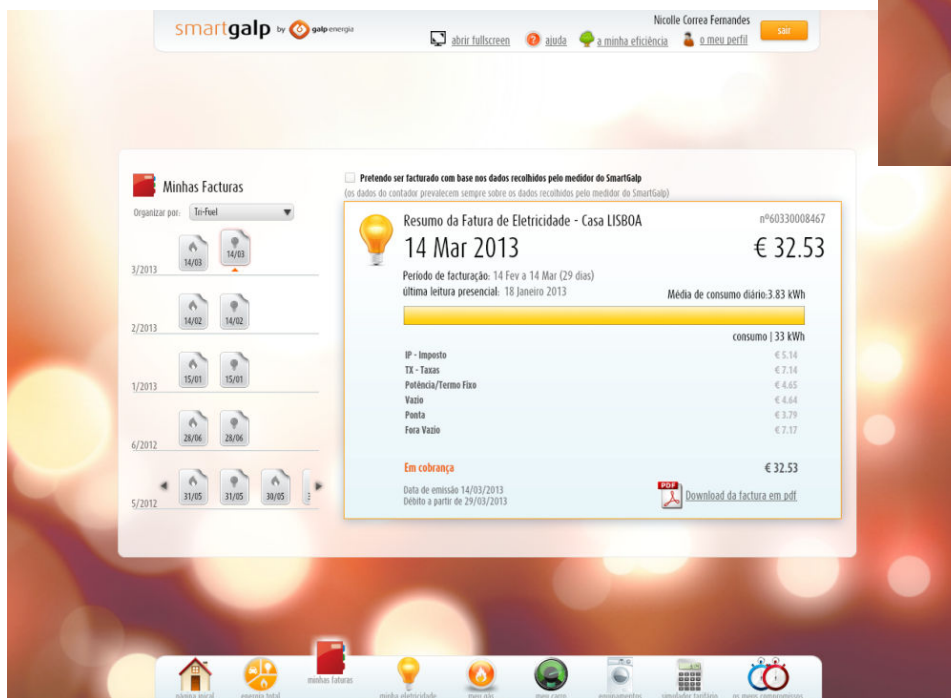 smartgalp by galp energia
Nicolle Correa Fernandes
abrir fullscreen ajuda a minha eficiência o meu perfil sair
Minhas Facturas
Organizar por: Tri-Fuel
3/2013 14/03 14/03
2/2013 14/02 14/02
1/2013 15/01 15/01
6/2012 28/06 28/06
5/2012 31/05 31/05 30/05
Pretendo ser facturado com base nos dados recolhidos pelo medidor do SmartGalp
(os dados do contador prevalecem sempre sobre os dados recolhidos pelo medidor do SmartGalp)
Resumo da Fatura de Eletricidade - Casa LISBOA nº60330008467
14 Mar 2013 € 32.53
Período de facturação: 14 Fev a 14 Mar (29 dias)
última leitura presencial: 18 Janeiro 2013 Média de consumo diário:3.83 kWh
consumo | 33 kWh
IP - Imposto € 5.14
TX - Taxas € 7.14
Potência/Termo Fixo € 4.65
Vazio € 4.64
Ponta € 3.79
Fora Vazio € 7.17
Em cobrança € 32.53
Data de emissão 14/03/2013
Débito a partir de 29/03/2013
PDF Download da factura em pdf
página inicial energia total minhas faturas minha eletricidade meu gás meu carro equipamentos simulador tarifário os meus compromissos